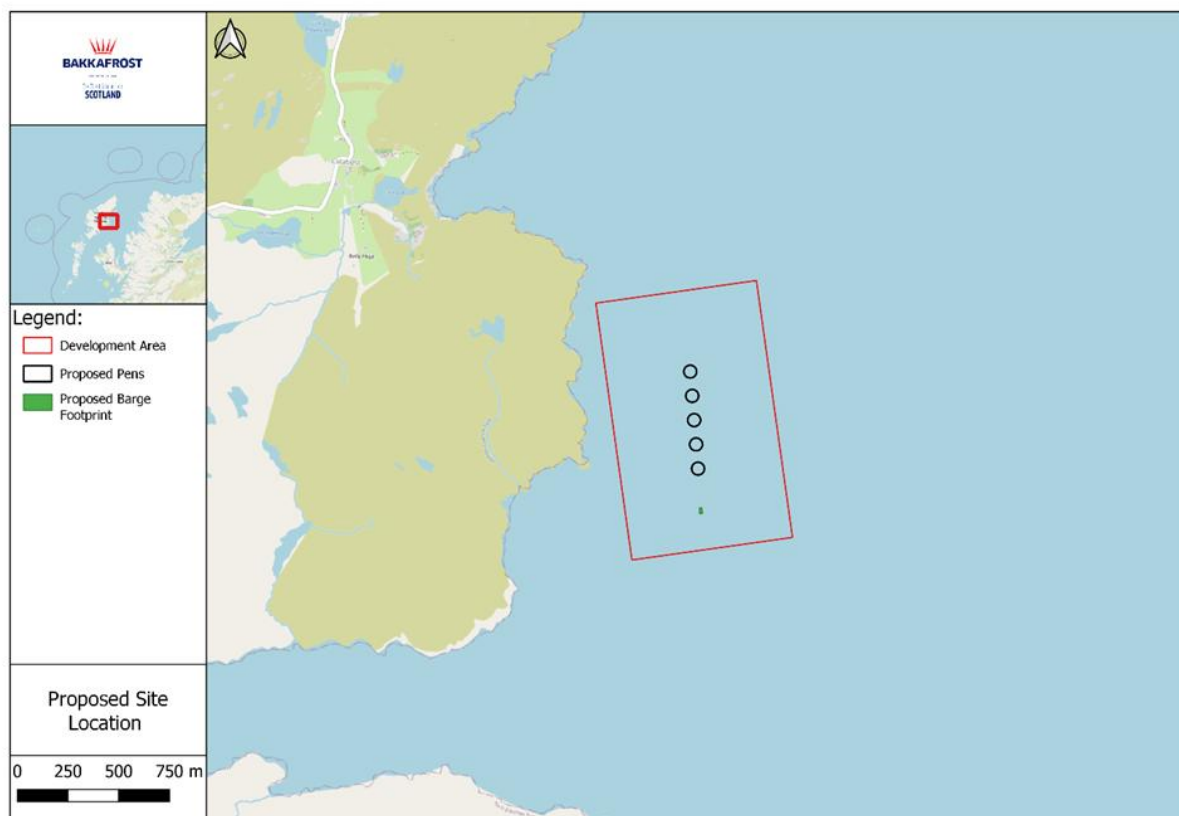 BAKKAFROST
SCOTLAND
Legend:
Development Area
Proposed Pens
Proposed Barge
Footprint
Proposed Site
Location
0 250 500 750 m